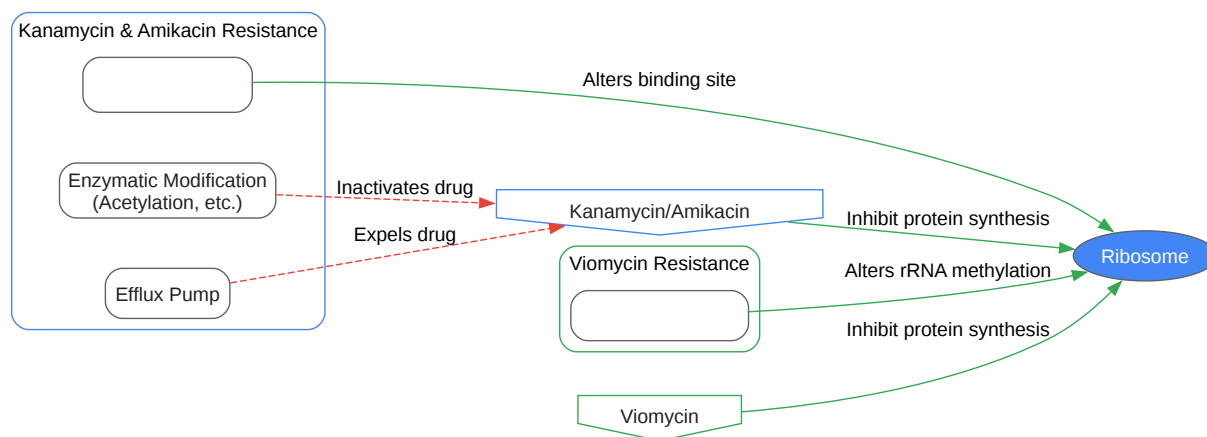 Kanamycin & Amikacin Resistance
Alters binding site
Enzymatic Modification
(Acetylation, etc.)
Inactivates drug
Kanamycin/Amikacin
Inhibit protein synthesis
Expels drug
Efflux Pump
Viomycin Resistance
Alters rRNA methylation
Ribosome
Inhibit protein synthesis
Viomycin